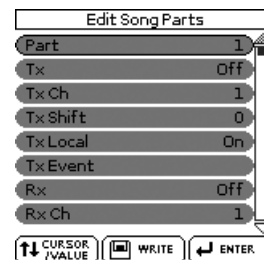 Edit Song Parts
Part 1
Tx Off
Tx Ch 1
Tx Shift 0
Tx Local On
Tx Event
Rx Off
Rx Ch 1
CURSOR /VALUE WRITE ENTER